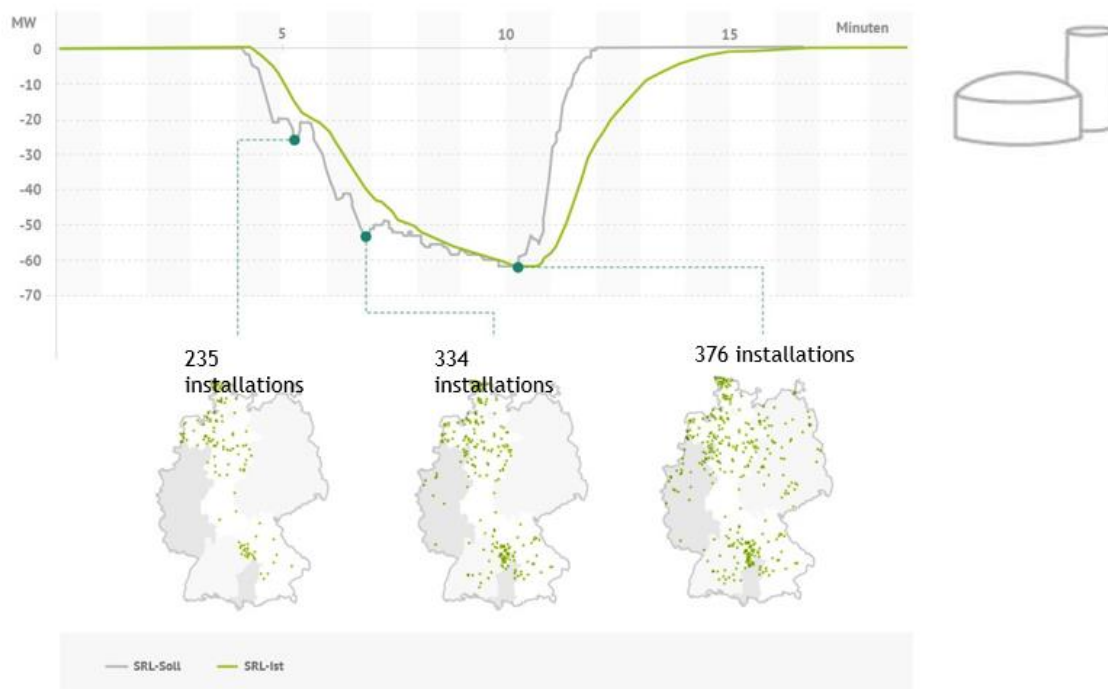 MW
5
10
15
Minuten
0
-10
-20
-30
-40
-50
-60
-70
235
installations
334
installations
376 installations
SRL-Soll
SRL-Ist